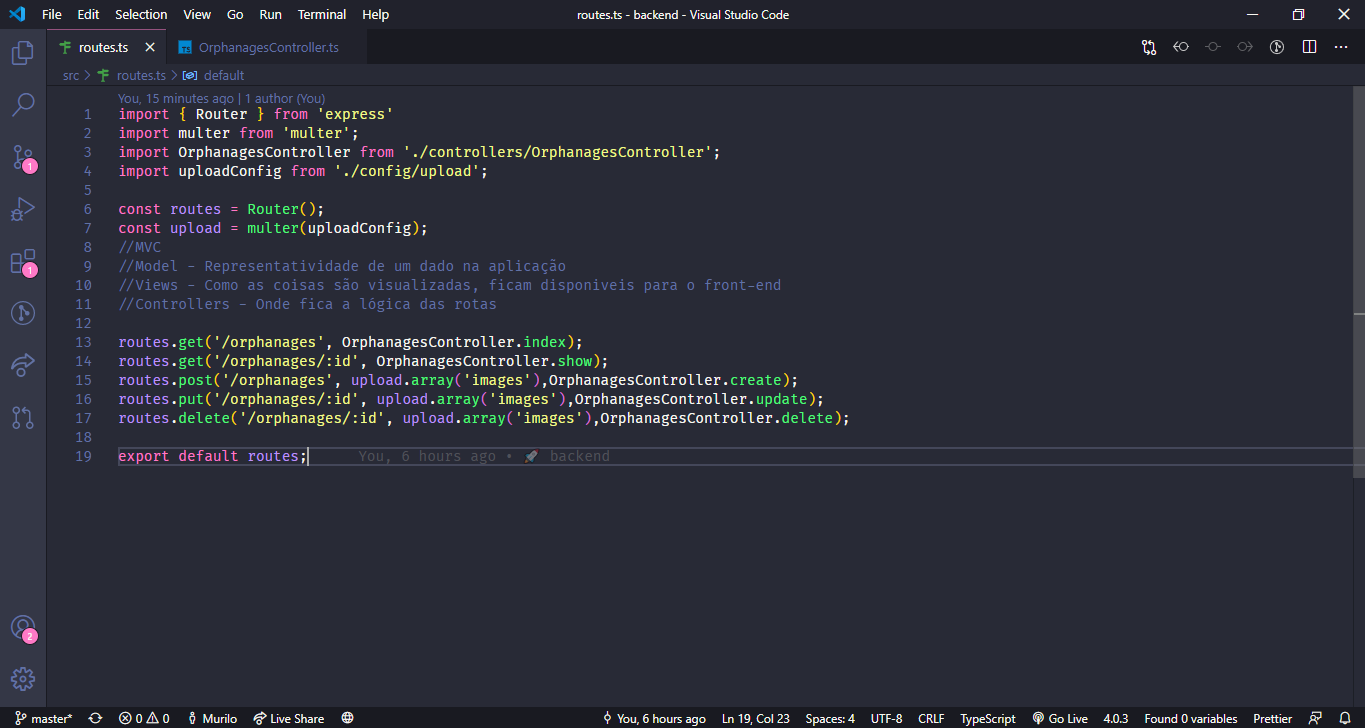 File Edit Selection View Go Run Terminal Help routes.ts - backend - Visual Studio Code
routes.ts TS OrphanagesController.ts
src > routes.ts > default
You, 15 minutes ago | 1 author (You)
1 import { Router } from 'express'
2 import multer from 'multer';
3 import OrphanagesController from './controllers/OrphanagesController';
4 import uploadConfig from './config/upload';
5
6 const routes = Router();
7 const upload = multer(uploadConfig);
8 //MVC
9 //Model - Representatividade de um dado na aplicação
10 //Views - Como as coisas são visualizadas, ficam disponiveis para o front-end
11 //Controllers - Onde fica a lógica das rotas
12
13 routes.get('/orphanages', OrphanagesController.index);
14 routes.get('/orphanages/:id', OrphanagesController.show);
15 routes.post('/orphanages', upload.array('images'),OrphanagesController.create);
16 routes.put('/orphanages/:id', upload.array('images'),OrphanagesController.update);
17 routes.delete('/orphanages/:id', upload.array('images'),OrphanagesController.delete);
18
19 export default routes; You, 6 hours ago • 🚀 backend
1
1
2
master* 0 0 Murilo Live Share You, 6 hours ago Ln 19, Col 23 Spaces: 4 UTF-8 CRLF TypeScript Go Live 4.0.3 Found 0 variables Prettier